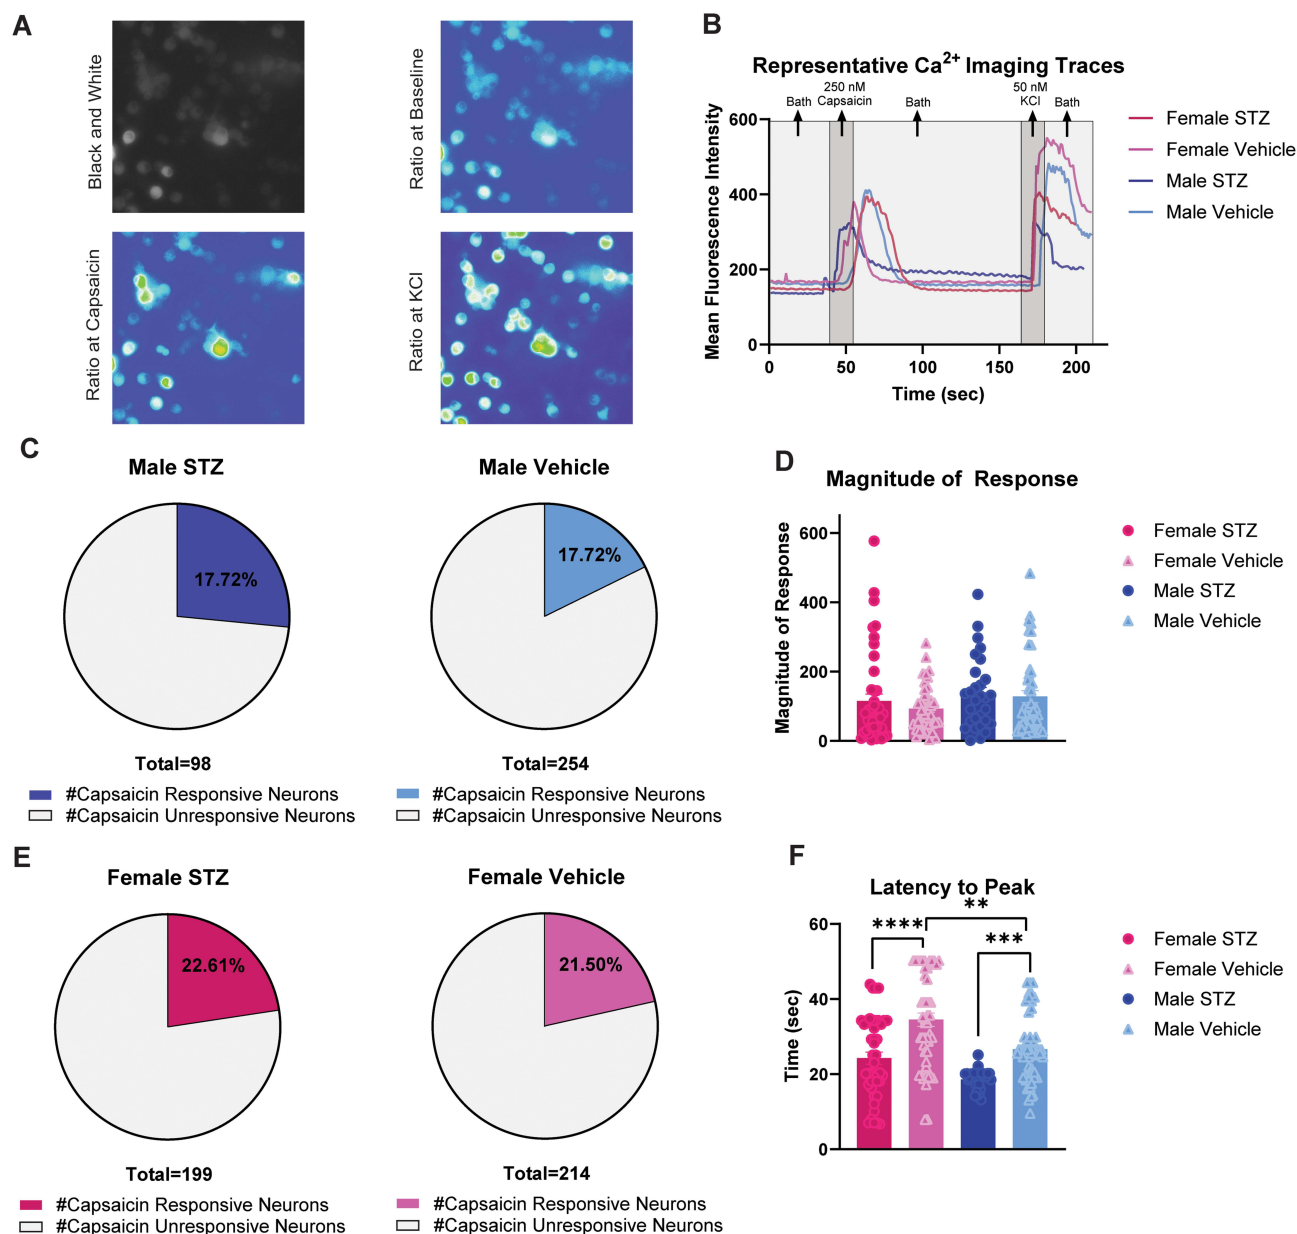 A
Black and White
Ratio at Baseline
Ratio at Capsaicin
Ratio at KCl
B
Representative Ca2+ Imaging Traces
Bath
250 nM
Capsaicin
Bath
50 nM
KCl
Bath
Mean Fluorescence Intensity
600
400
200
0
0
50
100
150
200
Time (sec)
Female STZ
Female Vehicle
Male STZ
Male Vehicle
C
Male STZ
17.72%
Total=98
#Capsaicin Responsive Neurons
#Capsaicin Unresponsive Neurons
Male Vehicle
17.72%
Total=254
#Capsaicin Responsive Neurons
#Capsaicin Unresponsive Neurons
D
Magnitude of Response
Magnitude of Response
600
400
200
0
Female STZ
Female Vehicle
Male STZ
Male Vehicle
E
Female STZ
22.61%
Total=199
#Capsaicin Responsive Neurons
#Capsaicin Unresponsive Neurons
Female Vehicle
21.50%
Total=214
#Capsaicin Responsive Neurons
#Capsaicin Unresponsive Neurons
F
Latency to Peak
**
****
***
Time (sec)
60
40
20
0
Female STZ
Female Vehicle
Male STZ
Male Vehicle